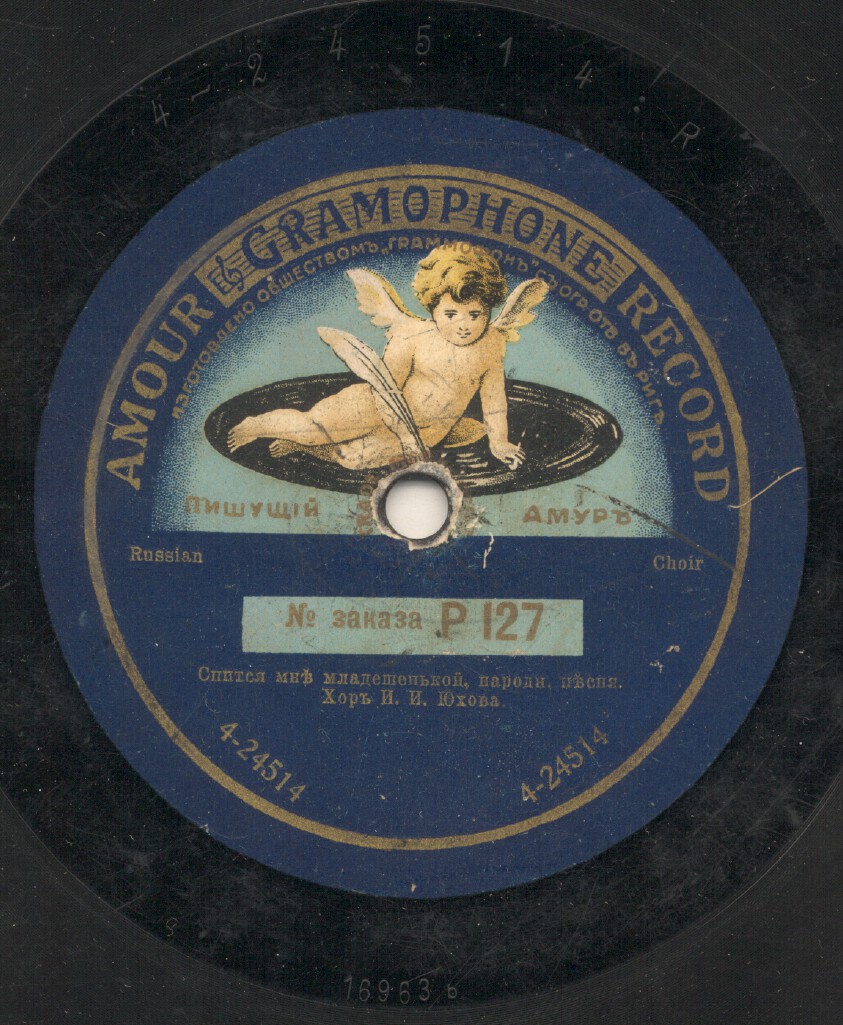 4-24514.R
AMOUR GRAMOPHONE RECORD
ИЗГОТОВЛЕНО ОБЩЕСТВОМЪ „ГРАММОФОНЪ“ СЪ ОГР. ОТВ. ВЪ РИГѢ
ПИШУЩІЙ АМУРЪ
Russian Choir
№ заказа P 127
Спится мнѣ младешенькой, народн. пѣсня.
Хоръ И. И. Юхова.
4-24514 4-24514
16963 b